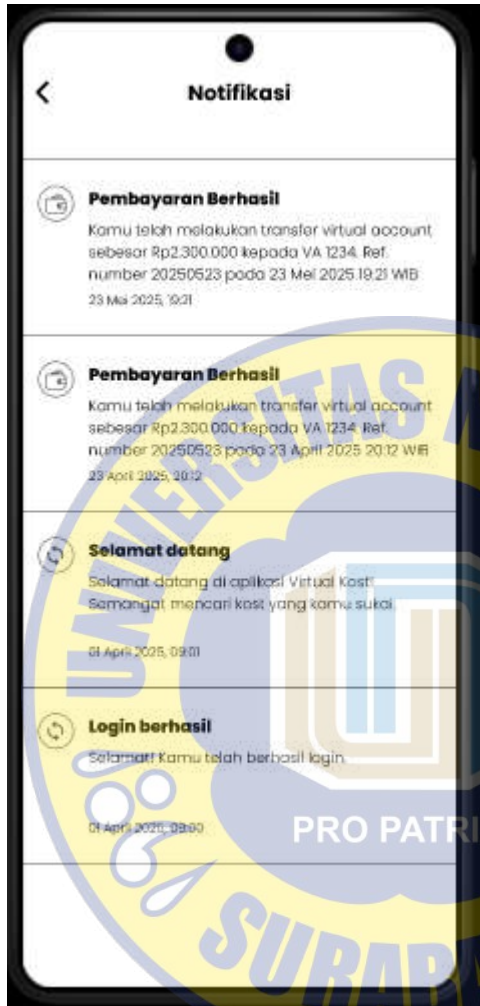 Notifikasi
Pembayaran Berhasil
Kamu telah melakukan transfer virtual account
sebesar Rp2.300.000 kepada VA 1234. Ref.
number 20250523 pada 23 Mei 2025 19.21 WIB
23 Mei 2025, 19:21
Pembayaran Berhasil
Kamu telah melakukan transfer virtual account
sebesar Rp2.300.000 kepada VA 1234. Ref.
number 20250523 pada 23 April 2025 20.12 WIB
23 April 2025, 20:12
Selamat datang
Selamat datang di aplikasi Virtual Kost!
Semangat mencari kost yang kamu sukai.
01 April 2025, 09:01
Login berhasil
Selamat! Kamu telah berhasil login.
01 April 2025, 09:00
UNIVERSITAS
PRO PATRI
SURABA